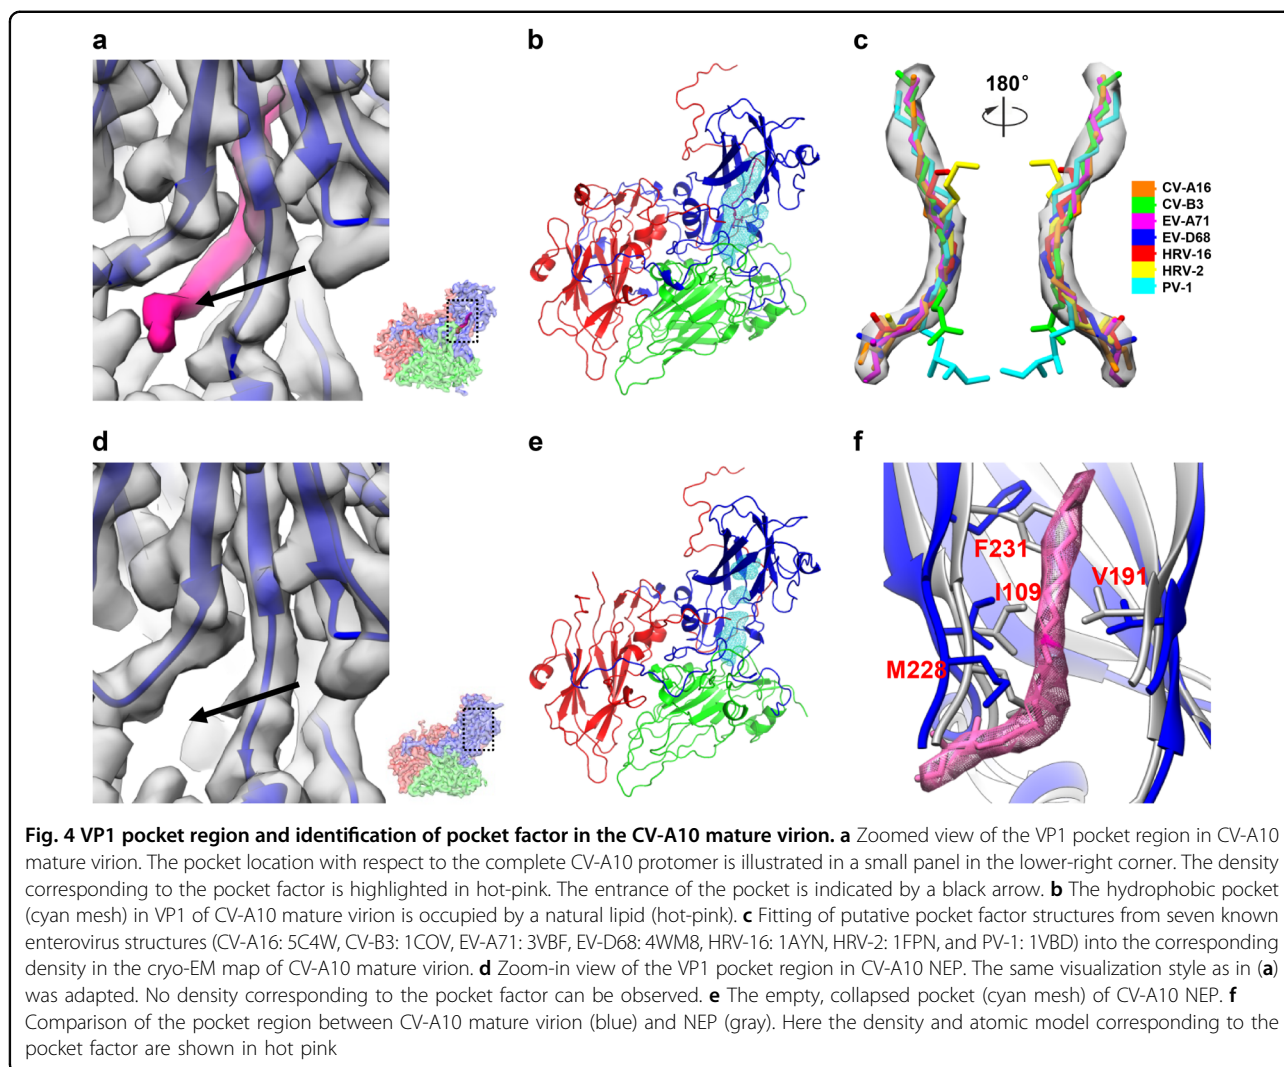 a
b
c
180°
CV-A16
CV-B3
EV-A71
EV-D68
HRV-16
HRV-2
PV-1
d
e
f
F231
V191
I109
M228
Fig. 4 VP1 pocket region and identification of pocket factor in the CV-A10 mature virion. a Zoomed view of the VP1 pocket region in CV-A10
mature virion. The pocket location with respect to the complete CV-A10 protomer is illustrated in a small panel in the lower-right corner. The density
corresponding to the pocket factor is highlighted in hot-pink. The entrance of the pocket is indicated by a black arrow. b The hydrophobic pocket
(cyan mesh) in VP1 of CV-A10 mature virion is occupied by a natural lipid (hot-pink). c Fitting of putative pocket factor structures from seven known
enterovirus structures (CV-A16: 5C4W, CV-B3: 1COV, EV-A71: 3VBF, EV-D68: 4WM8, HRV-16: 1AYN, HRV-2: 1FPN, and PV-1: 1VBD) into the corresponding
density in the cryo-EM map of CV-A10 mature virion. d Zoom-in view of the VP1 pocket region in CV-A10 NEP. The same visualization style as in (a)
was adapted. No density corresponding to the pocket factor can be observed. e The empty, collapsed pocket (cyan mesh) of CV-A10 NEP. f
Comparison of the pocket region between CV-A10 mature virion (blue) and NEP (gray). Here the density and atomic model corresponding to the
pocket factor are shown in hot pink